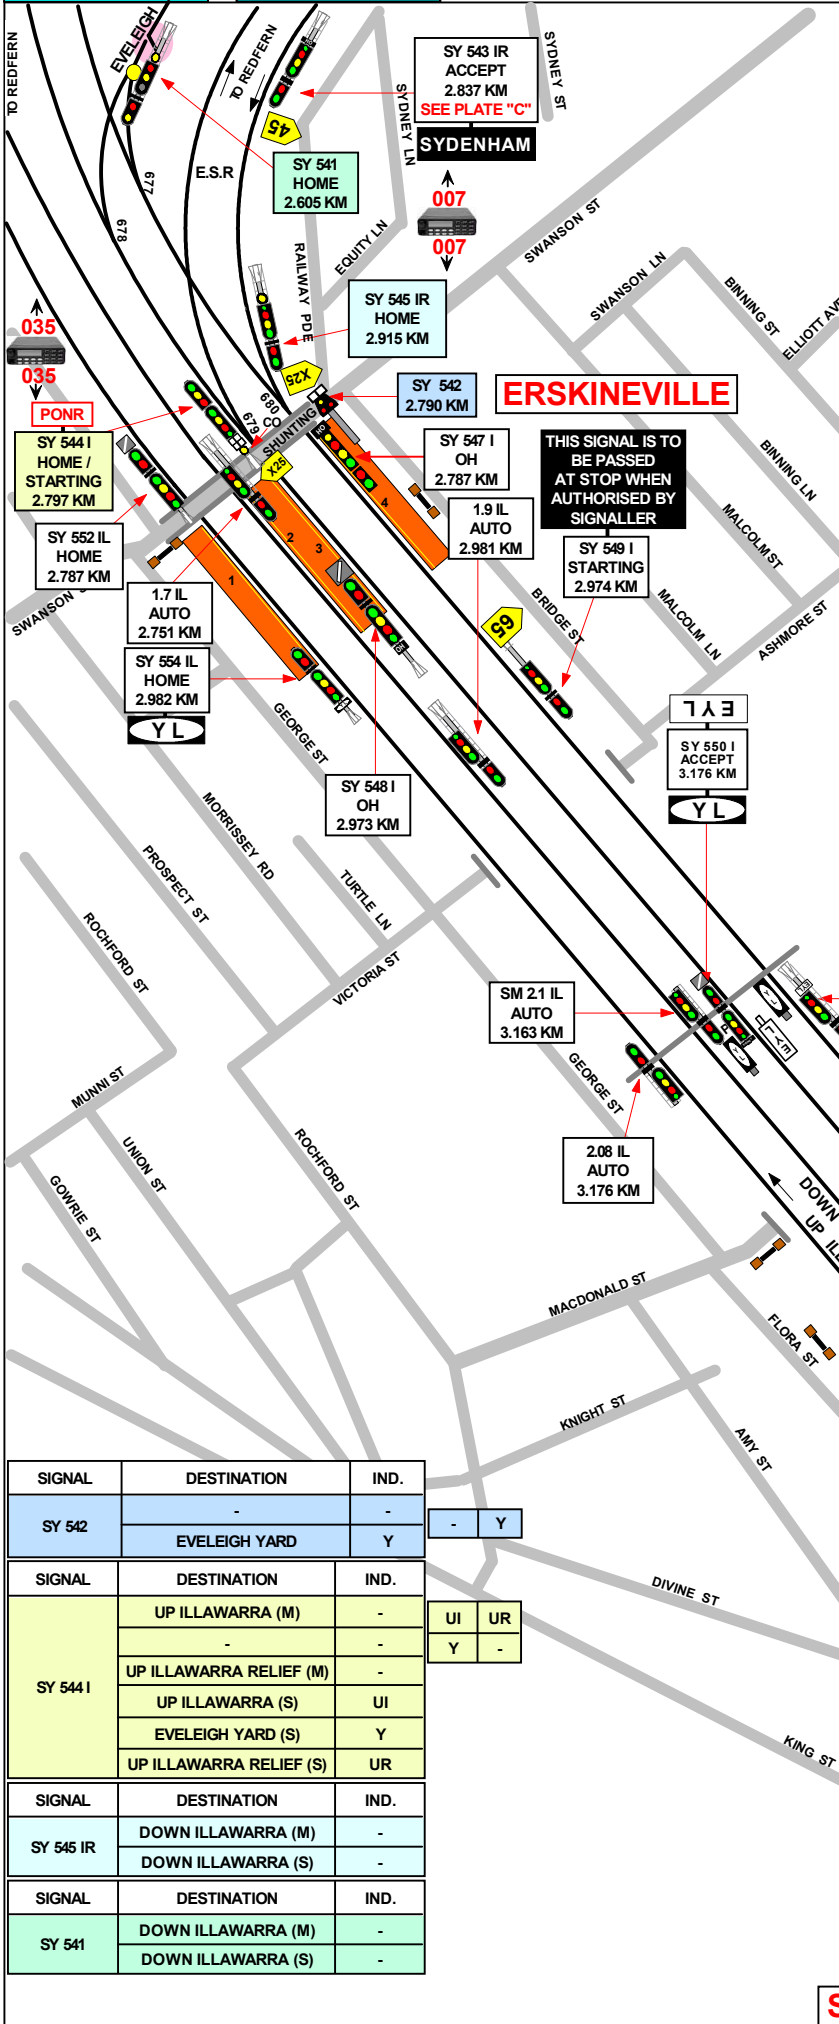 TO REDFERN
EVELEIGH
TO REDFERN
SY 543 IR
ACCEPT
2.837 KM
SEE PLATE "C"
SYDENHAM
SYDNEY ST
SYDNEY LN
45
E.S.R
SY 541
HOME
2.605 KM
677
678
007
007
SWANSON ST
EQUITY LN
RAILWAY PDE
SWANSON LN
BINNING ST
ELLIOTT AVE
SY 545 IR
HOME
2.915 KM
035
035
X25
SY 542
2.790 KM
ERSKINEVILLE
PONR
SY 544 I
HOME /
STARTING
2.797 KM
680
679
CO
SHUNTING
X25
SY 547 I
OH
2.787 KM
THIS SIGNAL IS TO
BE PASSED
AT STOP WHEN
AUTHORISED BY
SIGNALLER
BINNING LN
MALCOLM ST
SY 552 IL
HOME
2.787 KM
4
1.9 IL
AUTO
2.981 KM
SY 549 I
STARTING
2.974 KM
2
3
1
SWANSON S
1.7 IL
AUTO
2.751 KM
BRIDGE ST
MALCOLM LN
ASHMORE ST
65
SY 554 IL
HOME
2.982 KM
Y L
GEORGE ST
EYL
SY 550 I
ACCEPT
3.176 KM
Y L
SY 548 I
OH
2.973 KM
MORRISSEY RD
PROSPECT ST
TURTLE LN
ROCHFORD ST
VICTORIA ST
SM 2.1 IL
AUTO
3.163 KM
P
Y L
Y L
EYL
GEORGE ST
MUNNI ST
UNION ST
ROCHFORD ST
2.08 IL
AUTO
3.176 KM
GOWRIE ST
DOWN
UP ILL
MACDONALD ST
FLORA ST
KNIGHT ST
AMY ST
SIGNAL DESTINATION IND.
SY 542 - -
EVELEIGH YARD Y
- Y
SIGNAL DESTINATION IND.
SY 544 I UP ILLAWARRA (M) -
- -
UP ILLAWARRA RELIEF (M) -
UP ILLAWARRA (S) UI
EVELEIGH YARD (S) Y
UP ILLAWARRA RELIEF (S) UR
UI UR
Y -
DIVINE ST
KING ST
SIGNAL DESTINATION IND.
SY 545 IR DOWN ILLAWARRA (M) -
DOWN ILLAWARRA (S) -
SIGNAL DESTINATION IND.
SY 541 DOWN ILLAWARRA (M) -
DOWN ILLAWARRA (S) -
S